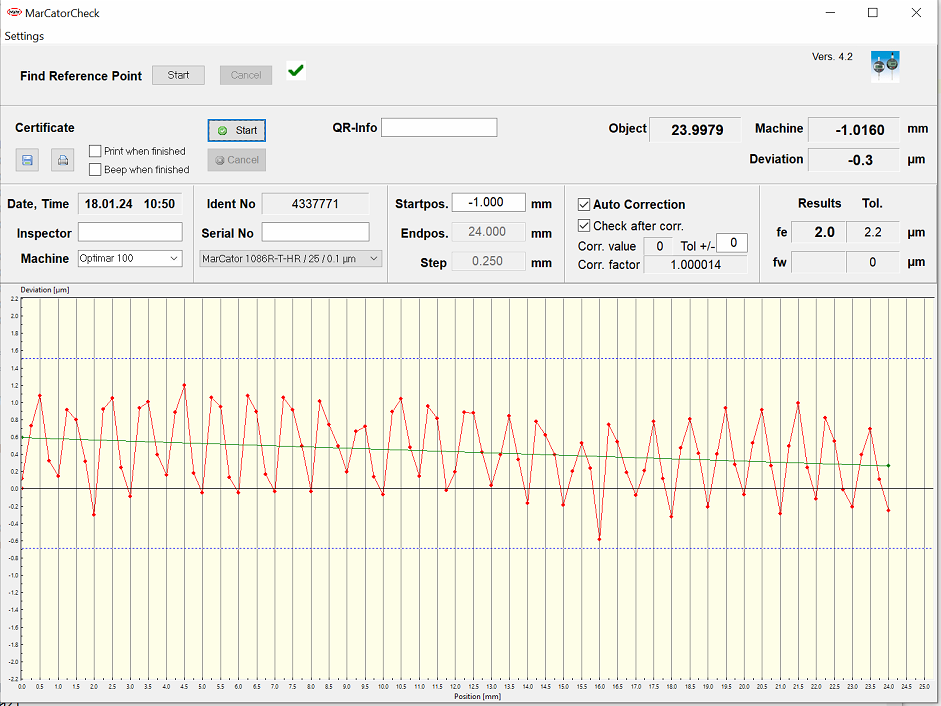 MarCatorCheck
Settings
Find Reference Point Start Cancel Vers. 4.2
Certificate Start QR-Info Object 23.9979 Machine -1.0160 mm
Print when finished
Beep when finished Cancel Deviation -0.3 µm
Date, Time 18.01.24 10:50 Ident No 4337771 Startpos. -1.000 mm Auto Correction Results Tol.
Inspector Serial No Endpos. 24.000 mm Check after corr. fe 2.0 2.2 µm
Corr. value 0 Tol +/- 0
Machine Optimar 100 MarCator 1086R-T-HR / 25 / 0.1 µm Step 0.250 mm Corr. factor 1.000014 fw 0 µm
Deviation [µm]
2.2
2.0
1.8
1.6
1.4
1.2
1.0
0.8
0.6
0.4
0.2
0.0
-0.2
-0.4
-0.6
-0.8
-1.0
-1.2
-1.4
-1.6
-1.8
-2.0
-2.2
0.0 0.5 1.0 1.5 2.0 2.5 3.0 3.5 4.0 4.5 5.0 5.5 6.0 6.5 7.0 7.5 8.0 8.5 9.0 9.5 10.0 10.5 11.0 11.5 12.0 12.5 13.0 13.5 14.0 14.5 15.0 15.5 16.0 16.5 17.0 17.5 18.0 18.5 19.0 19.5 20.0 20.5 21.0 21.5 22.0 22.5 23.0 23.5 24.0 24.5 25.0
Position [mm]